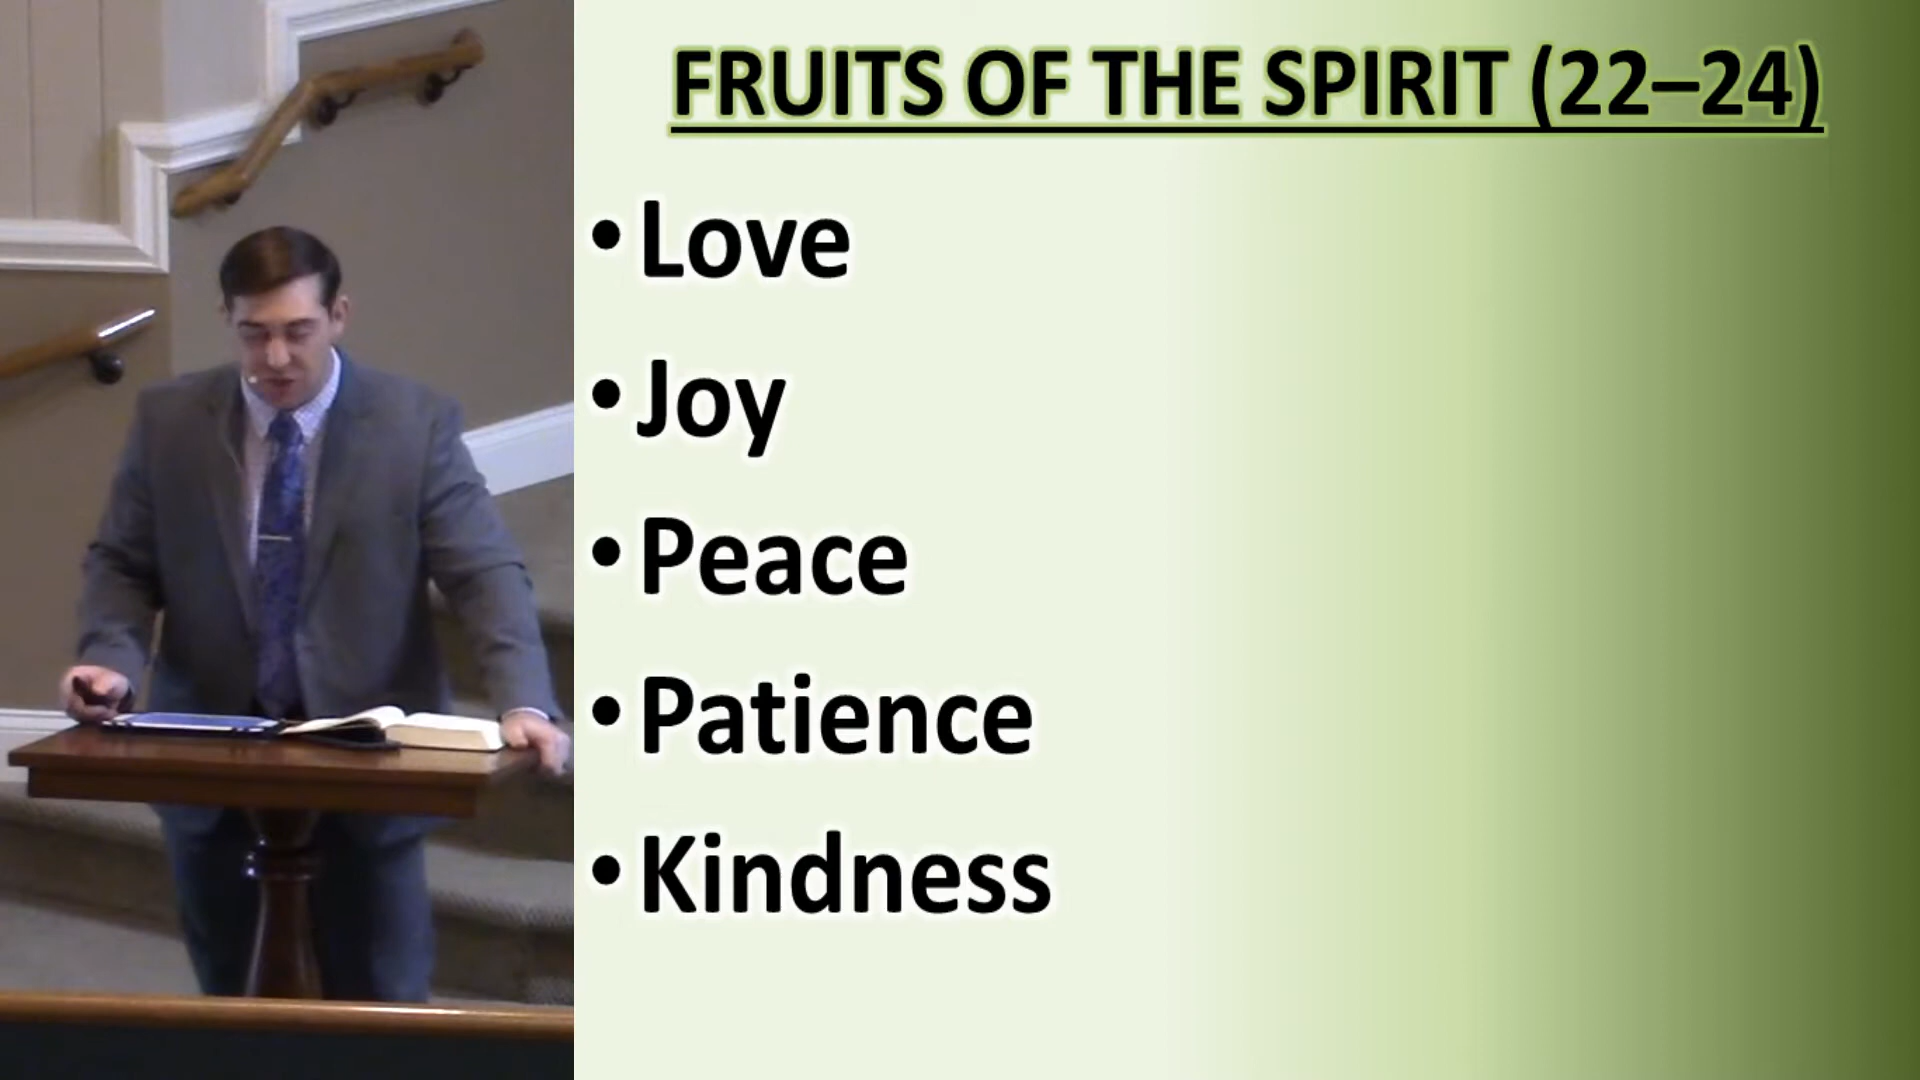 FRUITS OF THE SPIRIT (22–24)
• Love
• Joy
• Peace
• Patience
• Kindness